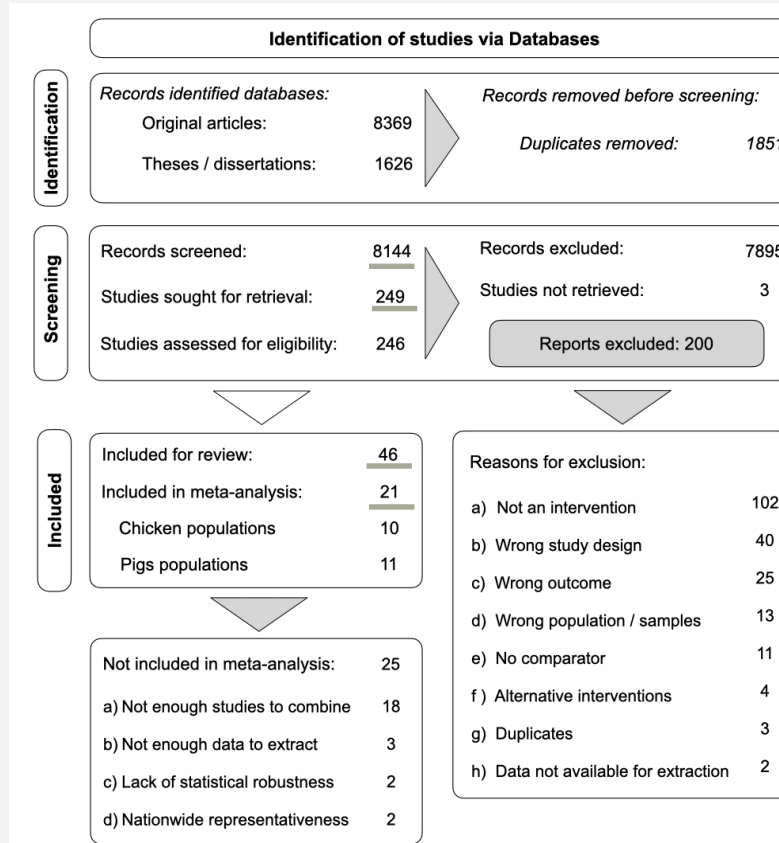 Identification of studies via Databases
Identification
Records identified databases:
Original articles: 8369
Theses / dissertations: 1626
Records removed before screening:
Duplicates removed: 1851
Screening
Records screened: 8144
Studies sought for retrieval: 249
Studies assessed for eligibility: 246
Records excluded: 7895
Studies not retrieved: 3
Reports excluded: 200
Included
Included for review: 46
Included in meta-analysis: 21
Chicken populations 10
Pigs populations 11
Not included in meta-analysis: 25
a) Not enough studies to combine 18
b) Not enough data to extract 3
c) Lack of statistical robustness 2
d) Nationwide representativeness 2
Reasons for exclusion:
a) Not an intervention 102
b) Wrong study design 40
c) Wrong outcome 25
d) Wrong population / samples 13
e) No comparator 11
f ) Alternative interventions 4
g) Duplicates 3
h) Data not available for extraction 2